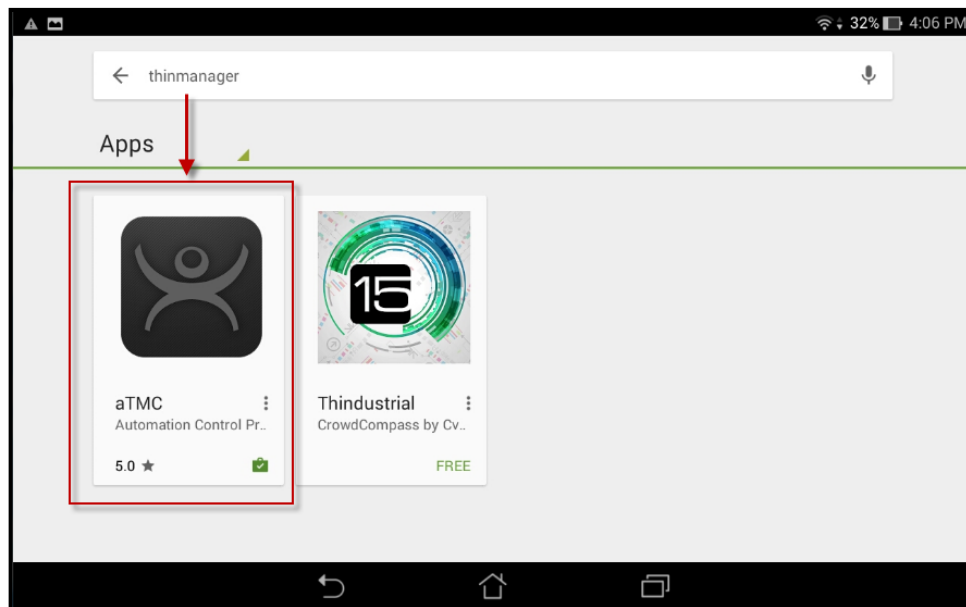 32% 4:06 PM
thinmanager
Apps
15
aTMC
Automation Control Pr..
5.0
Thindustrial
CrowdCompass by Cv..
FREE